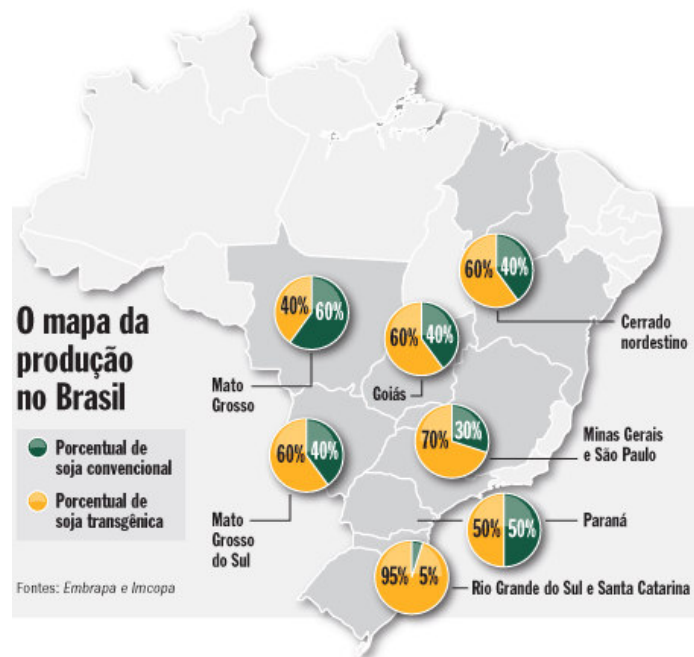 O mapa da
produção
no Brasil
Porcentual de
soja convencional
Porcentual de
soja transgênica
Fontes: Embrapa e Imcopa
60% 40%
Cerrado
nordestino
40% 60%
Mato
Grosso
60% 40%
Goiás
70% 30%
Minas Gerais
e São Paulo
60% 40%
Mato
Grosso
do Sul
50% 50%
Paraná
95% 5%
Rio Grande do Sul e Santa Catarina